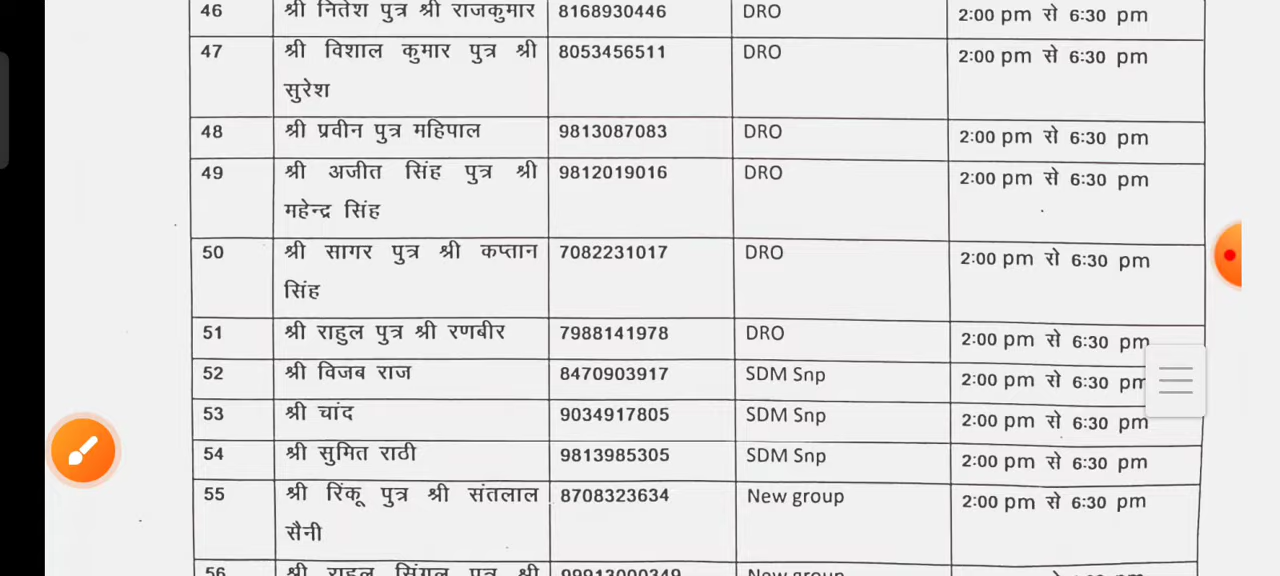 46 श्री नितेश पुत्र श्री राजकुमार 8168930446 DRO 2:00 pm से 6:30 pm
47 श्री विशाल कुमार पुत्र श्री 8053456511 DRO 2:00 pm से 6:30 pm
सुरेश
48 श्री प्रवीन पुत्र महिपाल 9813087083 DRO 2:00 pm से 6:30 pm
49 श्री अजीत सिंह पुत्र श्री 9812019016 DRO 2:00 pm से 6:30 pm
महेन्द्र सिंह
50 श्री सागर पुत्र श्री कप्तान 7082231017 DRO 2:00 pm से 6:30 pm
सिंह
51 श्री राहुल पुत्र श्री रणबीर 7988141978 DRO 2:00 pm से 6:30 pm
52 श्री विजब राज 8470903917 SDM Snp 2:00 pm से 6:30 pm
53 श्री चांद 9034917805 SDM Snp 2:00 pm से 6:30 pm
54 श्री सुमित राठी 9813985305 SDM Snp 2:00 pm से 6:30 pm
55 श्री रिंकू पुत्र श्री संतलाल 8708323634 New group 2:00 pm से 6:30 pm
सैनी
56 श्री राहुल सिंगल पुत्र श्री 99913000349 New group